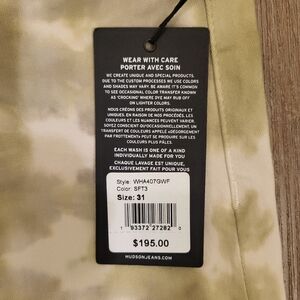 WEAR WITH CARE
PORTER AVEC SOIN
WE CREATE UNIQUE AND SPECIAL PRODUCTS.
DUE TO THE CUSTOM PROCESSES WE USE COLORS
AND SHADES MAY VARY. BE AWARE IT'S COMMON
TO SEE OCCASIONAL COLOR TRANSFER KNOWN
AS 'CROCKING' WHERE DYE MAY RUB OFF
ON LIGHTER COLORS.
NOUS CRÉONS DES PRODUITS ORIGINAUX ET
UNIQUES. EN RAISON DE NOS PROCÉDÉS, LES
COULEURS ET LES NUANCES PEUVENT VARIER.
SOYEZ CONSCIENT QU'OCCASIONNELLEMENT, UN
TRANSFERT DE COULEURS APPELÉ «DÉGORGEMENT
PAR FROTTEMENT» PEUT SE PRODUIRE SUR LES
COULEURS PLUS PÂLES.
EACH WASH IS ONE OF A KIND
INDIVIDUALLY MADE FOR YOU
CHAQUE LAVAGE EST UNIQUE,
EXCLUSIVEMENT FAIT POUR VOUS
Style: WHA407GWF
Color: SFT3
Size: 31
1 93372 27282 0
$195.00
HUDSONJEANS.COM